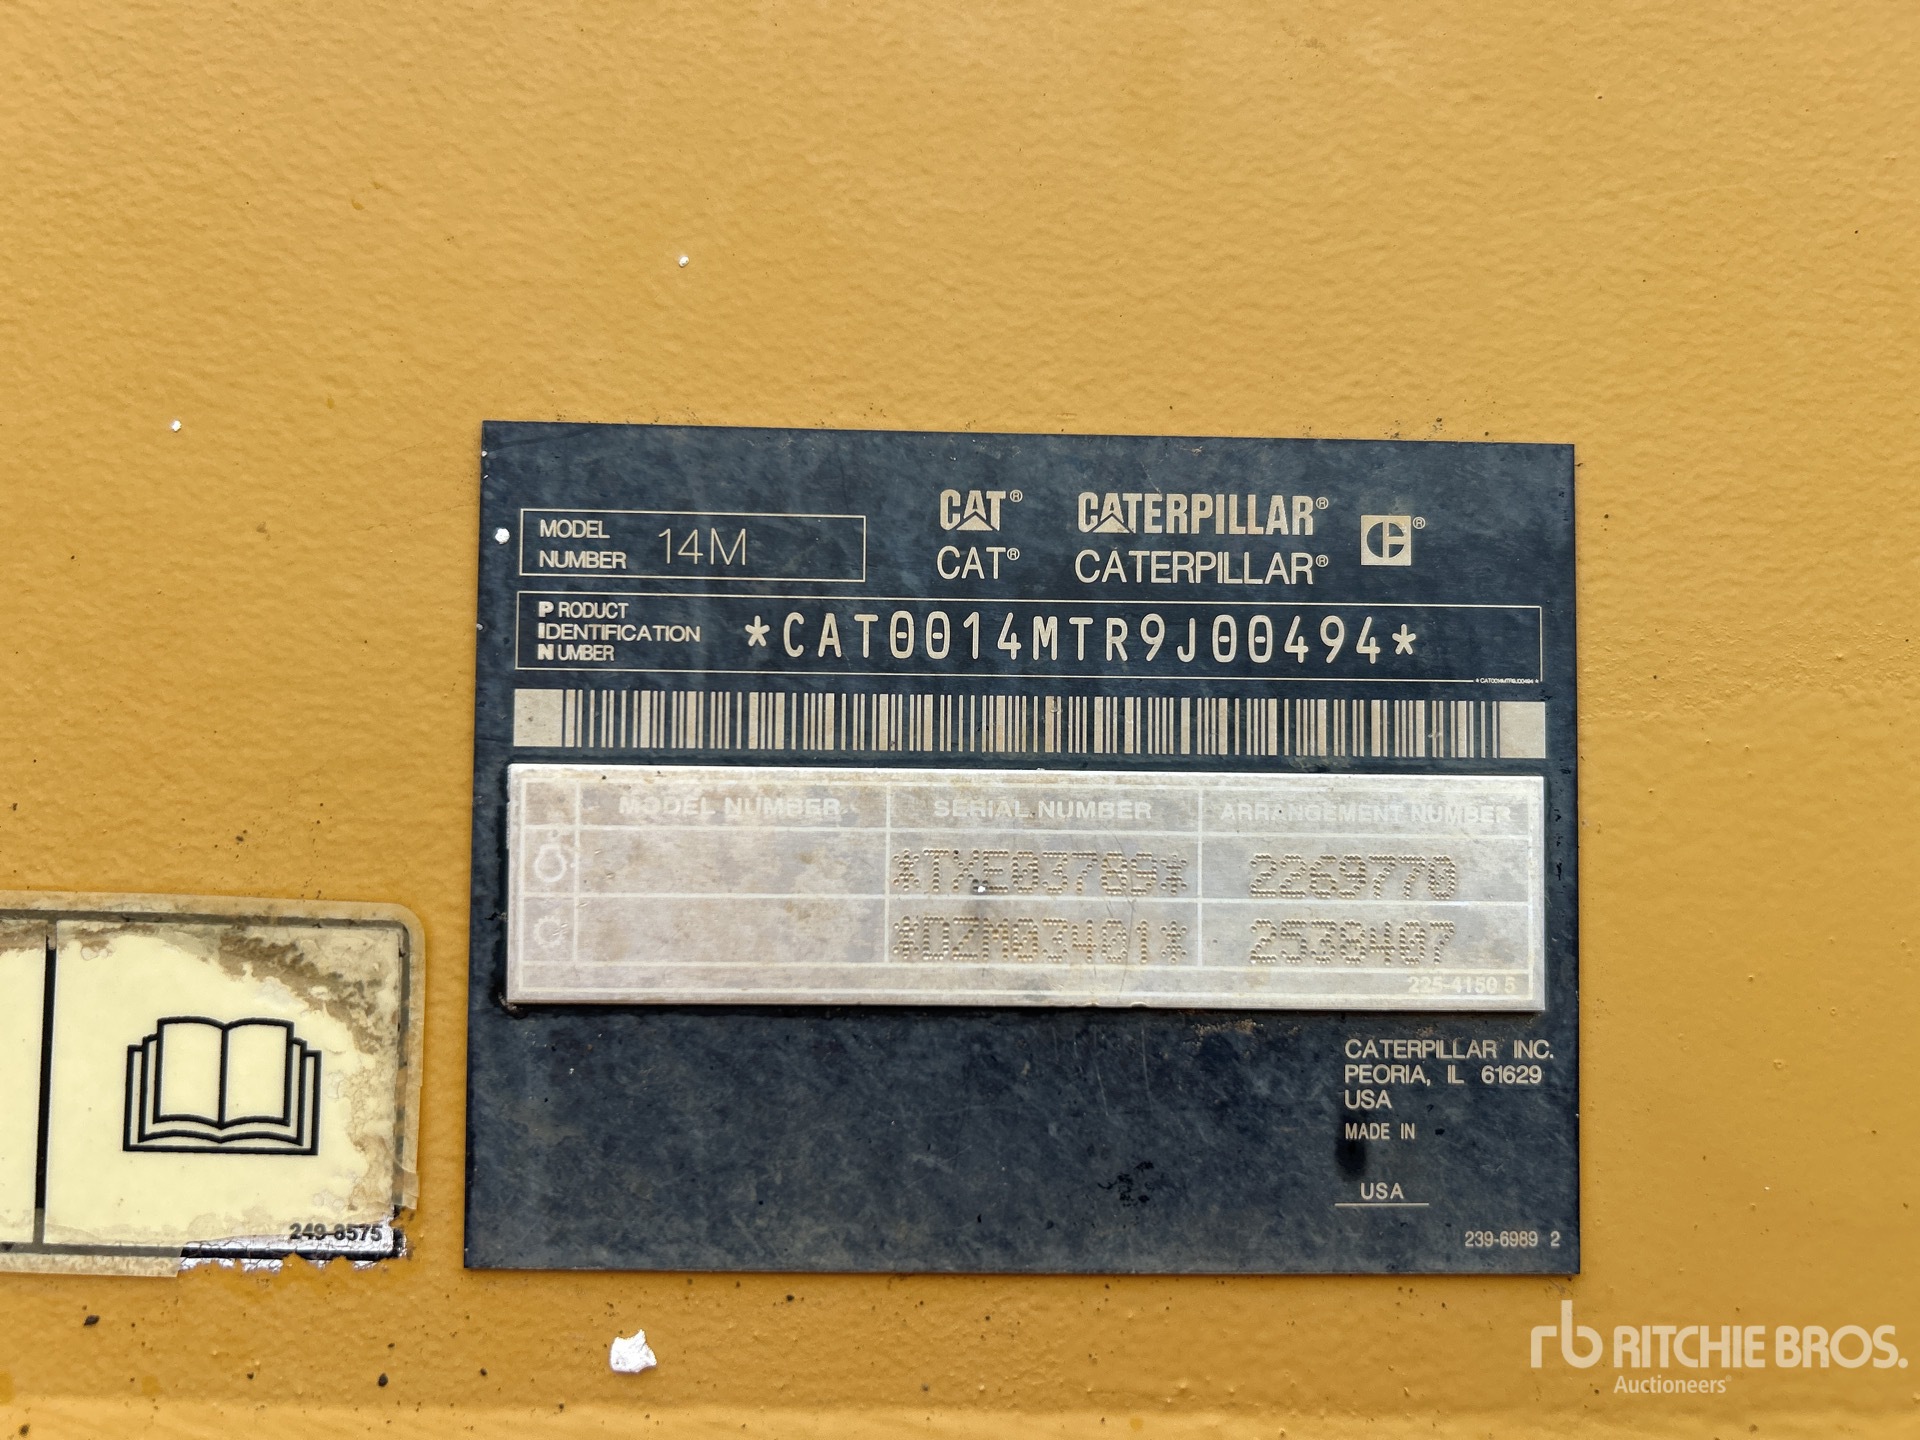 MODEL NUMBER 14M
CAT® CATERPILLAR® ®
CAT® CATERPILLAR®
PRODUCT IDENTIFICATION NUMBER *CAT0014MTR9J00494*
*CAT0014MTR9J00494*
MODEL NUMBER SERIAL NUMBER ARRANGEMENT NUMBER
*TXE03789* 2269770
*DZM03401* 2538407
225-4150 5
CATERPILLAR INC.
PEORIA, IL 61629
USA
MADE IN
USA
239-6989 2
249-8575
rb RITCHIE BROS.
Auctioneers